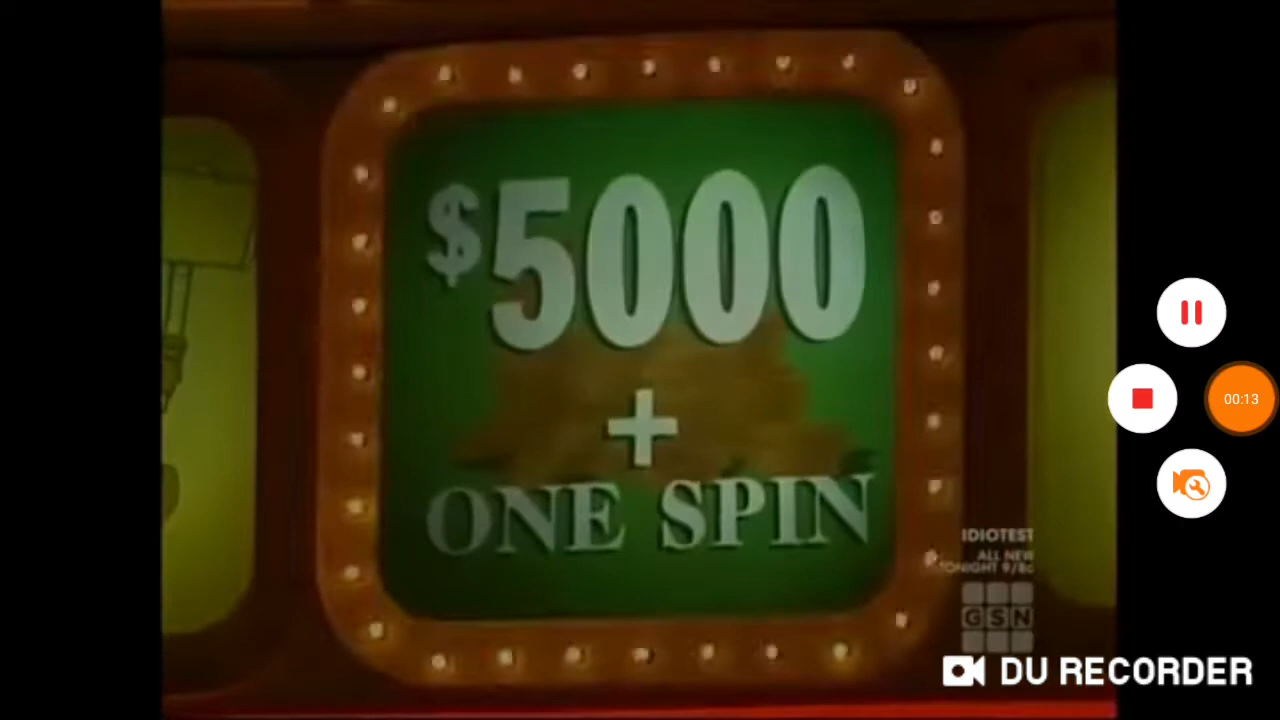 $5000
+
ONE SPIN
00:13
IDIOTEST
ALL NEW
TONIGHT 9/8c
GSN
DU RECORDER